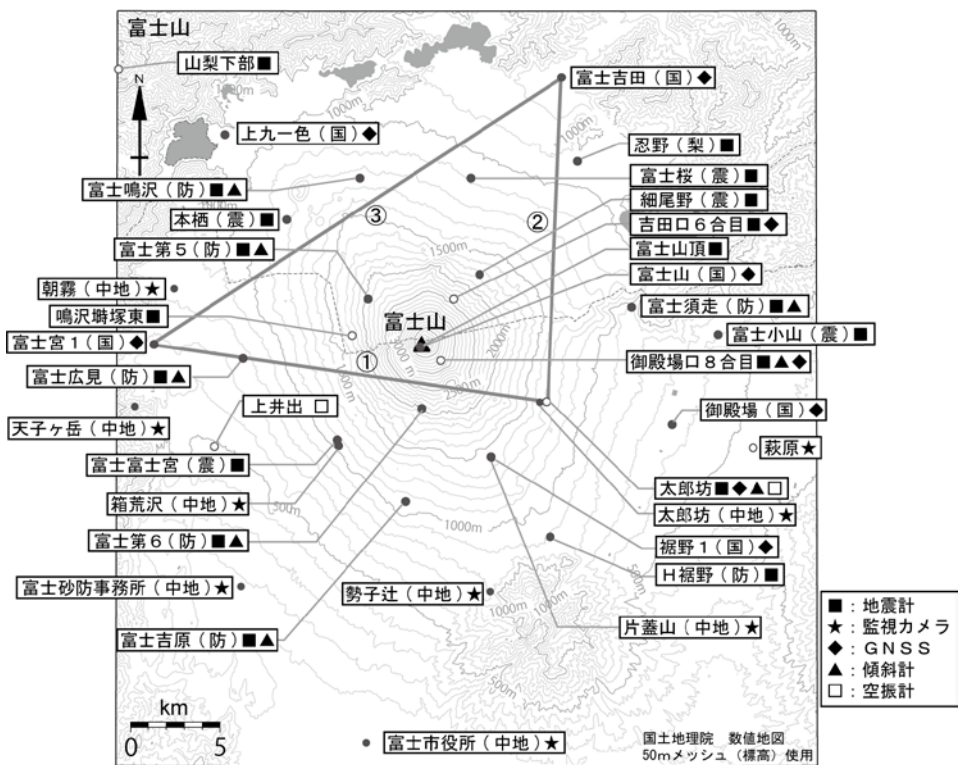 富士山
山梨下部■
N
富士吉田（国）◆
上九一色（国）◆
忍野（梨）■
富士鳴沢（防）■▲
富士桜（震）■
細尾野（震）■
本栖（震）■
③
②
吉田口６合目■◆
富士第５（防）■▲
富士山頂■
富士山（国）◆
朝霧（中地）★
富士須走（防）■▲
鳴沢塒塚東■
富士山
富士小山（震）■
富士宮１（国）◆
①
御殿場口８合目■▲◆
富士広見（防）■▲
上井出 □
御殿場（国）◆
天子ヶ岳（中地）★
萩原★
富士富士宮（震）■
太郎坊■◆▲□
箱荒沢（中地）★
太郎坊（中地）★
富士第６（防）■▲
裾野１（国）◆
Ｈ裾野（防）■
富士砂防事務所（中地）★
勢子辻（中地）★
富士吉原（防）■▲
片蓋山（中地）★
1000m
1000m
1000m
1500m
2000m
1000m
500m
1000m
1000m
500m
■：地震計
★：監視カメラ
◆：ＧＮＳＳ
▲：傾斜計
□：空振計
km
0 5
富士市役所（中地）★
国土地理院 数値地図
50mメッシュ（標高）使用